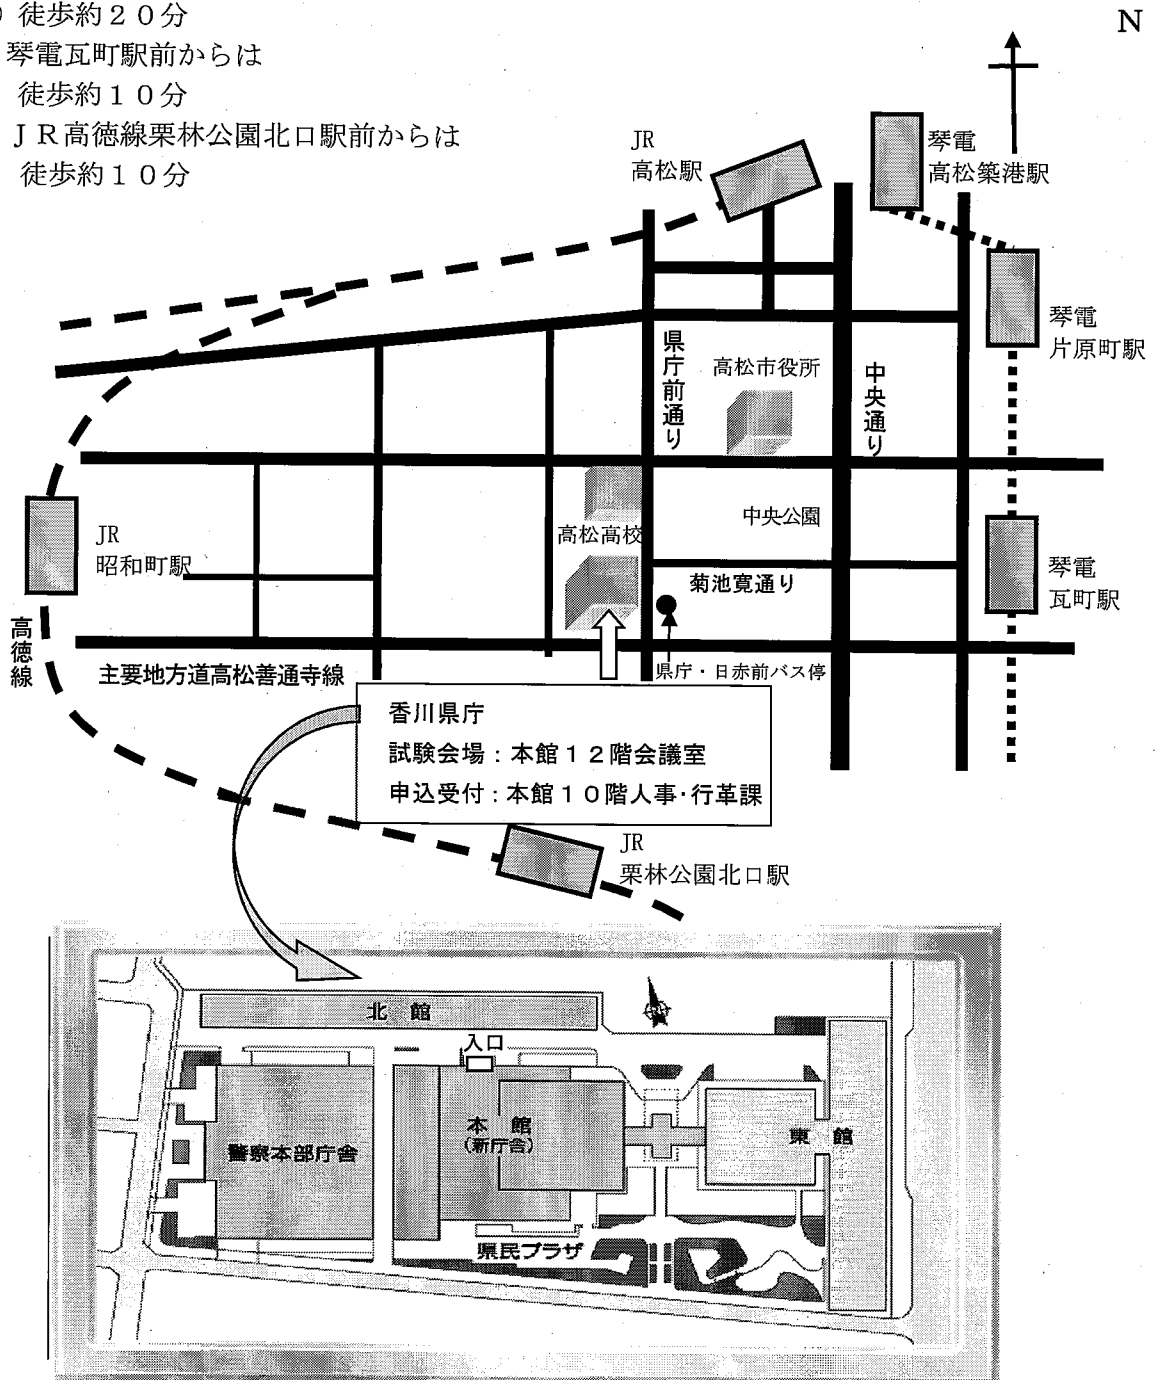 徒歩約２０分
N
琴電瓦町駅前からは
徒歩約１０分
ＪＲ高徳線栗林公園北口駅前からは
徒歩約１０分
JR
高松駅
琴電
高松築港駅
琴電
片原町駅
県庁前通り
高松市役所
中央通り
中央公園
高松高校
JR
昭和町駅
菊池寛通り
琴電
瓦町駅
高徳線
主要地方道高松善通寺線
県庁・日赤前バス停
香川県庁
試験会場：本館１２階会議室
申込受付：本館１０階人事・行革課
JR
栗林公園北口駅
北　館
入口
本　館
(新庁舎)
東　館
警察本部庁舎
県民プラザ